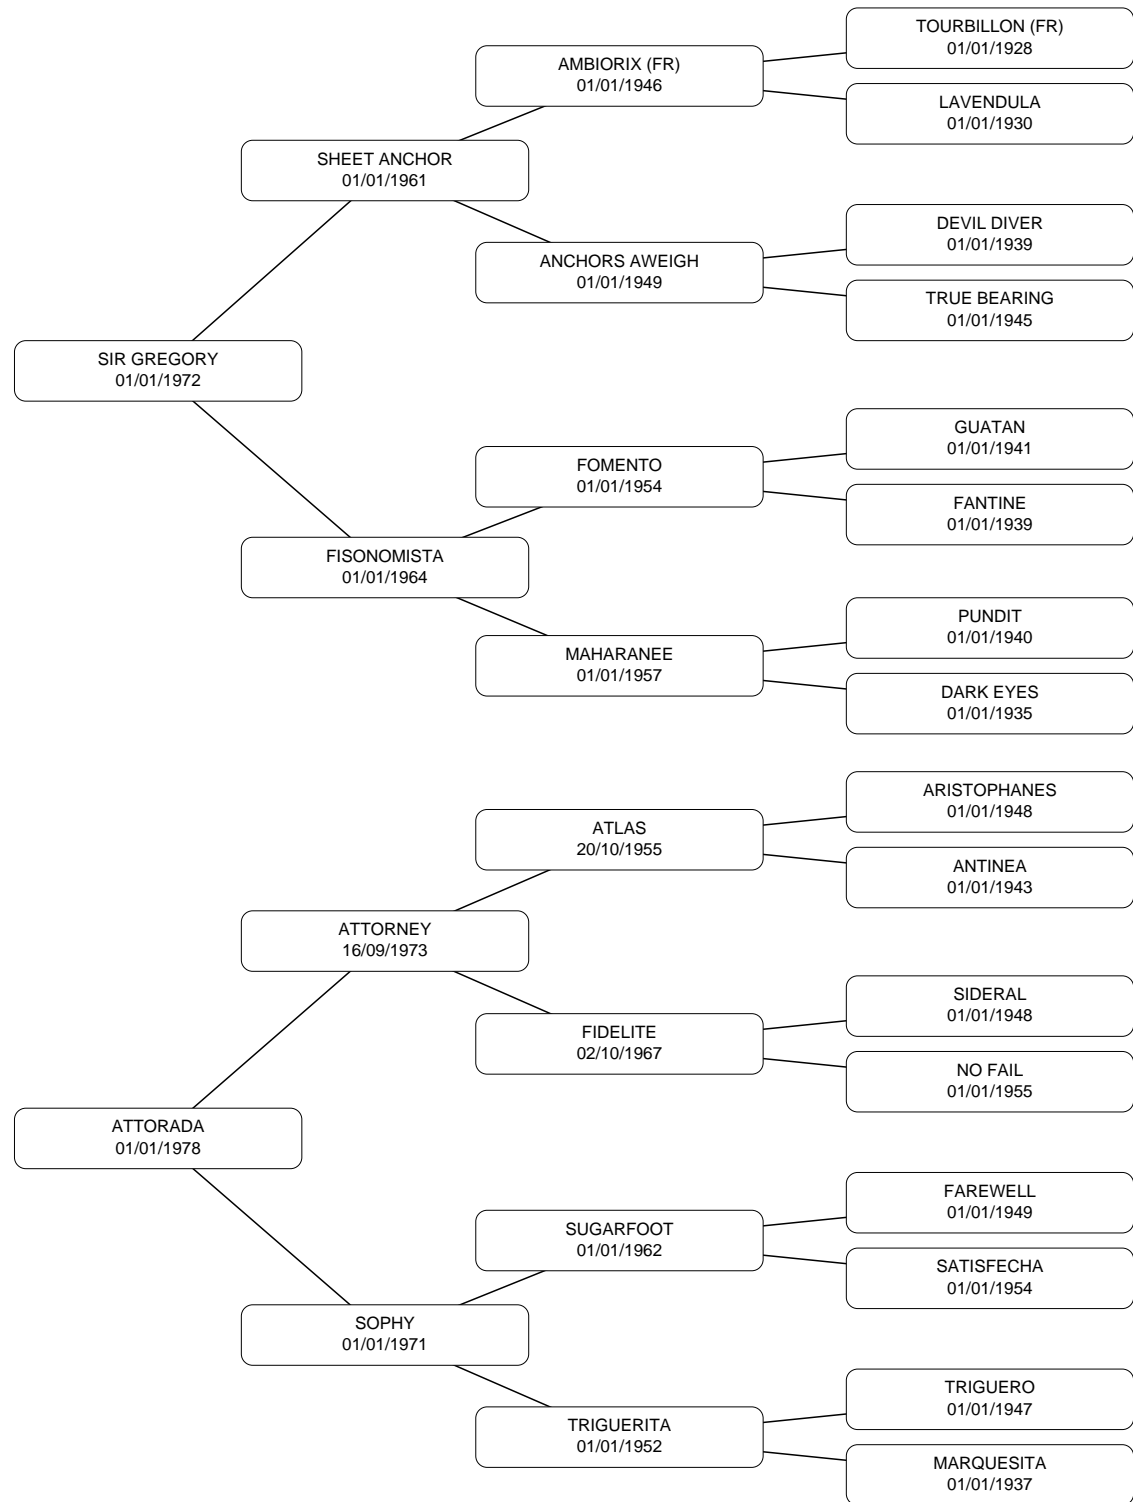 TOURBILLON (FR)
01/01/1928
AMBIORIX (FR)
01/01/1946
LAVENDULA
01/01/1930
SHEET ANCHOR
01/01/1961
DEVIL DIVER
01/01/1939
ANCHORS AWEIGH
01/01/1949
TRUE BEARING
01/01/1945
SIR GREGORY
01/01/1972
GUATAN
01/01/1941
FOMENTO
01/01/1954
FANTINE
01/01/1939
FISONOMISTA
01/01/1964
PUNDIT
01/01/1940
MAHARANEE
01/01/1957
DARK EYES
01/01/1935
ARISTOPHANES
01/01/1948
ATLAS
20/10/1955
ANTINEA
01/01/1943
ATTORNEY
16/09/1973
SIDERAL
01/01/1948
FIDELITE
02/10/1967
NO FAIL
01/01/1955
ATTORADA
01/01/1978
FAREWELL
01/01/1949
SUGARFOOT
01/01/1962
SATISFECHA
01/01/1954
SOPHY
01/01/1971
TRIGUERO
01/01/1947
TRIGUERITA
01/01/1952
MARQUESITA
01/01/1937